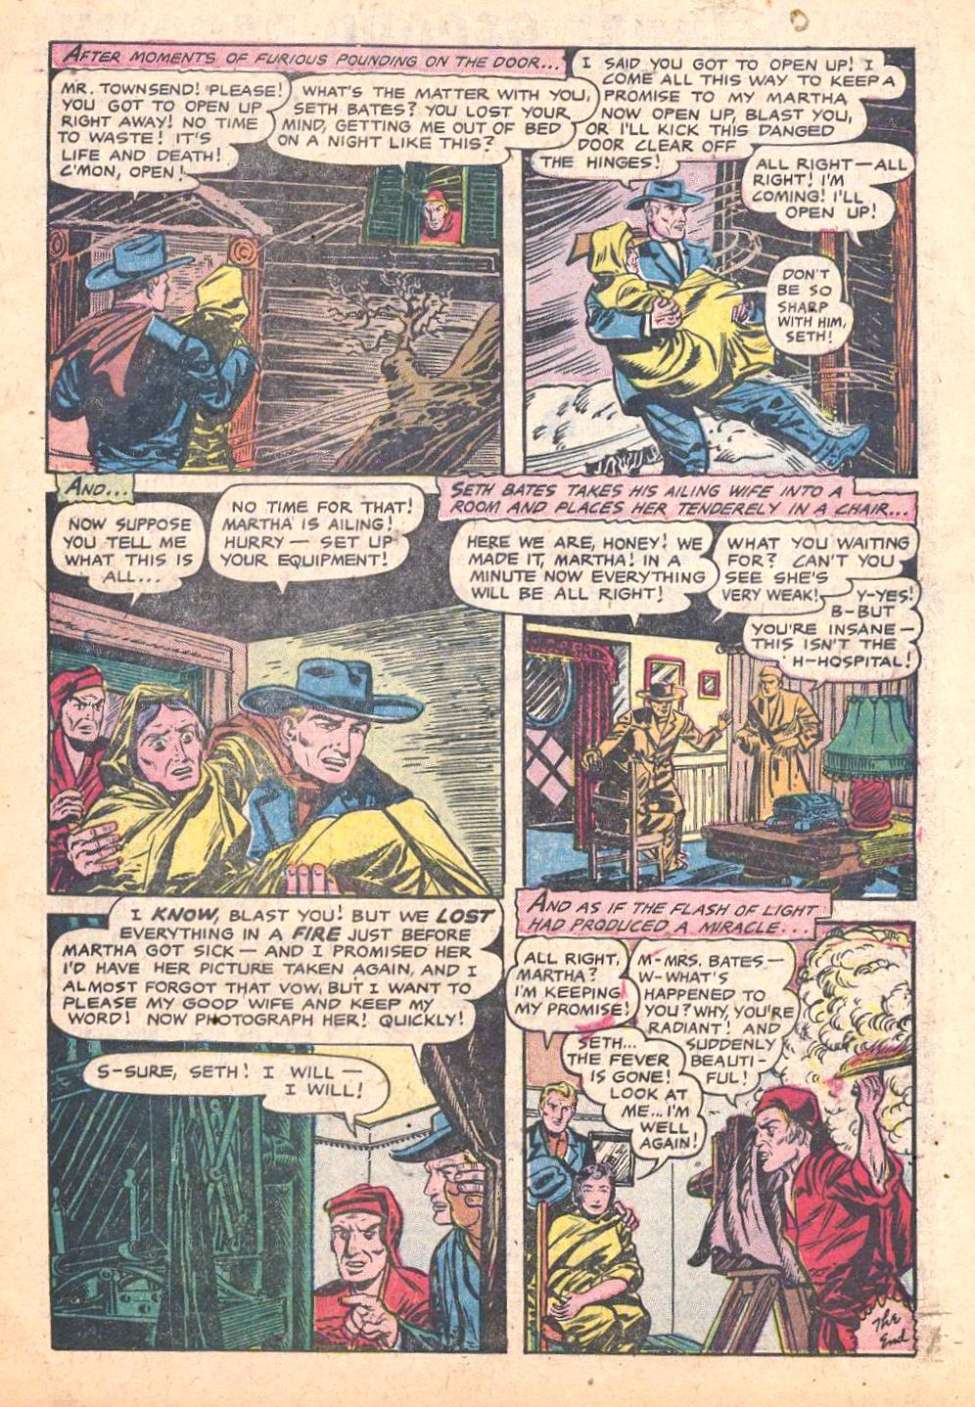 AFTER MOMENTS OF FURIOUS POUNDING ON THE DOOR...
MR. TOWNSEND! PLEASE!
YOU GOT TO OPEN UP
RIGHT AWAY! NO TIME
TO WASTE! IT'S
LIFE AND DEATH!
C'MON, OPEN!
WHAT'S THE MATTER WITH YOU,
SETH BATES? YOU LOST YOUR
MIND, GETTING ME OUT OF BED
ON A NIGHT LIKE THIS?
I SAID YOU GOT TO OPEN UP! I
COME ALL THIS WAY TO KEEP A
PROMISE TO MY MARTHA
NOW OPEN UP, BLAST YOU,
OR I'LL KICK THIS DANGED
DOOR CLEAR OFF
THE HINGES!
ALL RIGHT—ALL
RIGHT! I'M
COMING! I'LL
OPEN UP!
DON'T
BE SO
SHARP
WITH HIM,
SETH!
AND...
NOW SUPPOSE
YOU TELL ME
WHAT THIS IS
ALL...
NO TIME FOR THAT!
MARTHA IS AILING!
HURRY— SET UP
YOUR EQUIPMENT!
SETH BATES TAKES HIS AILING WIFE INTO A
ROOM AND PLACES HER TENDERELY IN A CHAIR...
HERE WE ARE, HONEY! WE
MADE IT, MARTHA! IN A
MINUTE NOW EVERYTHING
WILL BE ALL RIGHT!
WHAT YOU WAITING
FOR? CAN'T YOU
SEE SHE'S
VERY WEAK!
Y-YES!
B-BUT
YOU'RE INSANE—
THIS ISN'T THE
H-HOSPITAL!
I KNOW, BLAST YOU! BUT WE LOST
EVERYTHING IN A FIRE JUST BEFORE
MARTHA GOT SICK— AND I PROMISED HER
I'D HAVE HER PICTURE TAKEN AGAIN, AND I
ALMOST FORGOT THAT VOW, BUT I WANT TO
PLEASE MY GOOD WIFE AND KEEP MY
WORD! NOW PHOTOGRAPH HER! QUICKLY!
S-SURE, SETH! I WILL—
I WILL!
AND AS IF THE FLASH OF LIGHT
HAD PRODUCED A MIRACLE...
ALL RIGHT,
MARTHA?
I'M KEEPING
MY PROMISE!
M-MRS. BATES—
W-WHAT'S
HAPPENED TO
YOU? WHY, YOU'RE
RADIANT! AND
SUDDENLY
BEAUTI-
FUL!
SETH...
THE FEVER
IS GONE!
LOOK AT
ME... I'M
WELL
AGAIN!
The
End